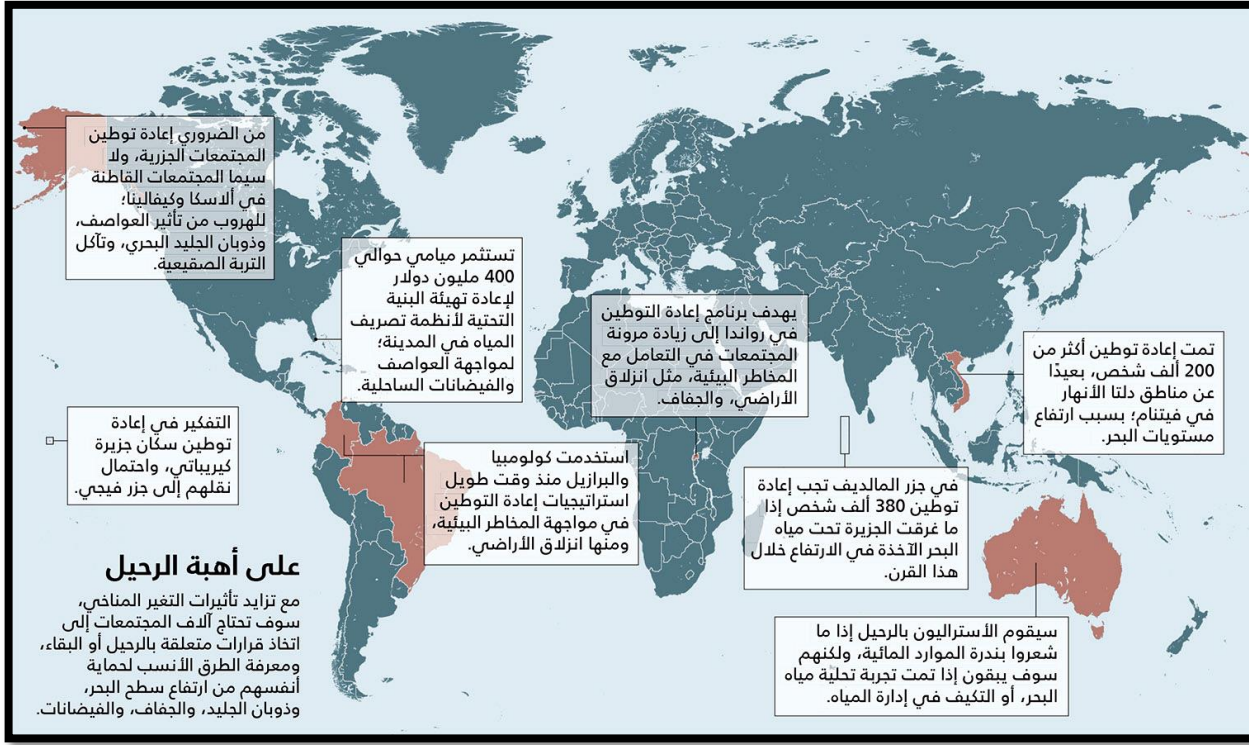 من الضروري إعادة توطين
المجتمعات الجزرية، ولا
سيما المجتمعات القاطنة
في ألاسكا وكيفالينا؛
للهروب من تأثير العواصف،
وذوبان الجليد البحري، وتآكل
التربة الصقيعية.
تستثمر ميامي حوالي
400 مليون دولار
لإعادة تهيئة البنية
التحتية لأنظمة تصريف
المياه في المدينة؛
لمواجهة العواصف
والفيضانات الساحلية.
يهدف برنامج إعادة التوطين
في رواندا إلى زيادة مرونة
المجتمعات في التعامل مع
المخاطر البيئية، مثل انزلاق
الأراضي، والجفاف.
تمت إعادة توطين أكثر من
200 ألف شخص، بعيدًا
عن مناطق دلتا الأنهار
في فيتنام؛ بسبب ارتفاع
مستويات البحر.
التفكير في إعادة
توطين سكان جزيرة
كيريباتي، واحتمال
نقلهم إلى جزر فيجي.
استخدمت كولومبيا
والبرازيل منذ وقت طويل
استراتيجيات إعادة التوطين
في مواجهة المخاطر البيئية،
ومنها انزلاق الأراضي.
في جزر المالديف تجب إعادة
توطين 380 ألف شخص إذا
ما غرقت الجزيرة تحت مياه
البحر الآخذة في الارتفاع خلال
هذا القرن.
سيقوم الأستراليون بالرحيل إذا ما
شعروا بندرة الموارد المائية، ولكنهم
سوف يبقون إذا تمت تجربة تحلية مياه
البحر، أو التكيف في إدارة المياه.
على أهبة الرحيل
مع تزايد تأثيرات التغير المناخي،
سوف تحتاج آلاف المجتمعات إلى
اتخاذ قرارات متعلقة بالرحيل أو البقاء،
ومعرفة الطرق الأنسب لحماية
أنفسهم من ارتفاع سطح البحر،
وذوبان الجليد، والجفاف، والفيضانات.